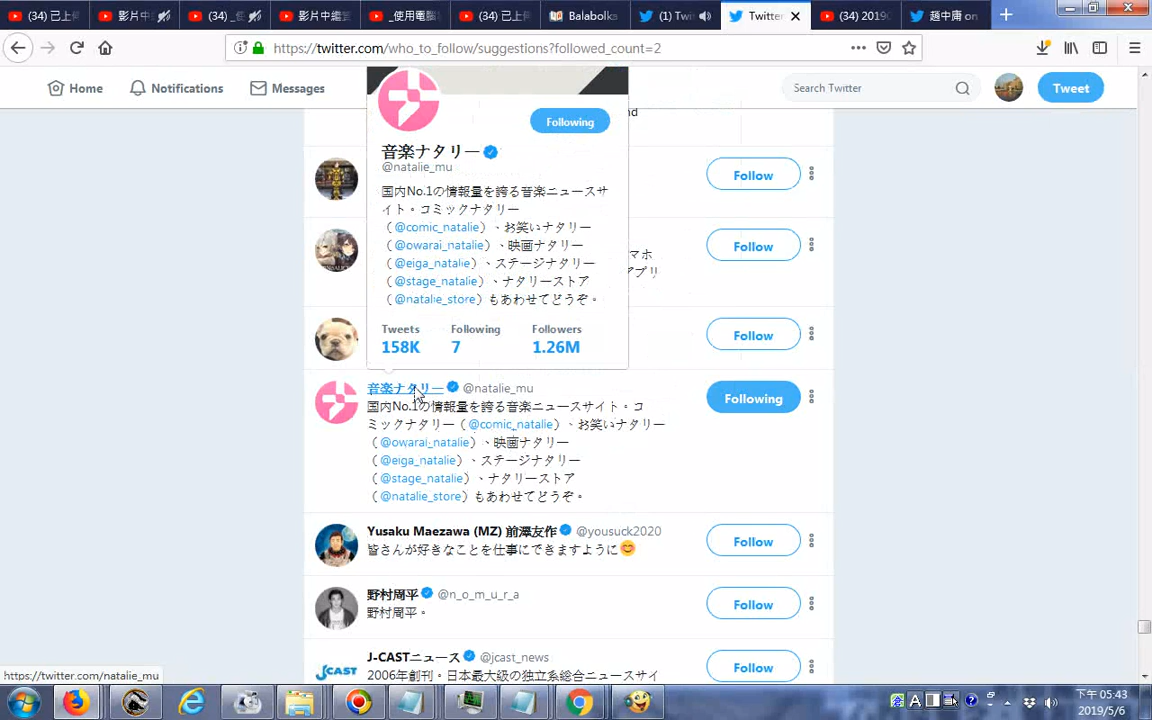 (34) 已上傳
影片中
(34) _
影片中繼
_使用電腦
(34) 已上
Balabolka
(1) Twi
Twitter
(34) 2019
趙中庸 on
https://twitter.com/who_to_follow/suggestions?followed_count=2
Home
Notifications
Messages
Search Twitter
Tweet
Following
nd
音楽ナタリー
@natalie_mu
国内No.1の情報量を誇る音楽ニュースサ
イト。コミックナタリー
（@comic_natalie）、お笑いナタリー
（@owarai_natalie）、映画ナタリー
（@eiga_natalie）、ステージナタリー
（@stage_natalie）、ナタリーストア
（@natalie_store）もあわせてどうぞ。
Tweets Following Followers
158K 7 1.26M
Follow
Follow
マホ
アプリ
Follow
音楽ナタリー @natalie_mu
Following
国内No.1の情報量を誇る音楽ニュースサイト。コ
ミックナタリー（@comic_natalie）、お笑いナタリー
（@owarai_natalie）、映画ナタリー
（@eiga_natalie）、ステージナタリー
（@stage_natalie）、ナタリーストア
（@natalie_store）もあわせてどうぞ。
Yusaku Maezawa (MZ) 前澤友作 @yousuck2020
皆さんが好きなことを仕事にできますように😊
Follow
野村周平 @n_o_m_u_r_a
野村周平。
Follow
J-CASTニュース @jcast_news
2006年創刊。日本最大級の独立系総合ニュースサイ
J-CAST
Follow
https://twitter.com/natalie_mu
A
下午 05:43
2019/5/6